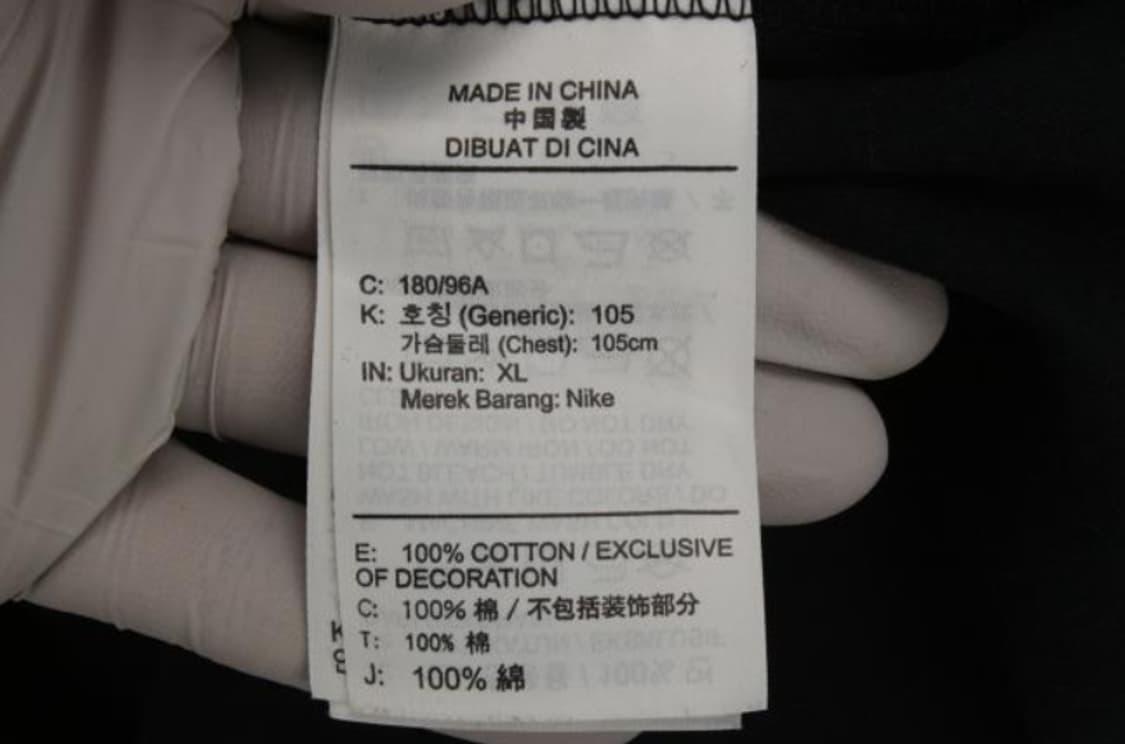 MADE IN CHINA
中国製
DIBUAT DI CINA
C: 180/96A
K: 호칭 (Generic): 105
가슴둘레 (Chest): 105cm
IN: Ukuran: XL
Merek Barang: Nike
E: 100% COTTON / EXCLUSIVE
OF DECORATION
C: 100% 棉 / 不包括装饰部分
T: 100% 棉
J: 100% 綿